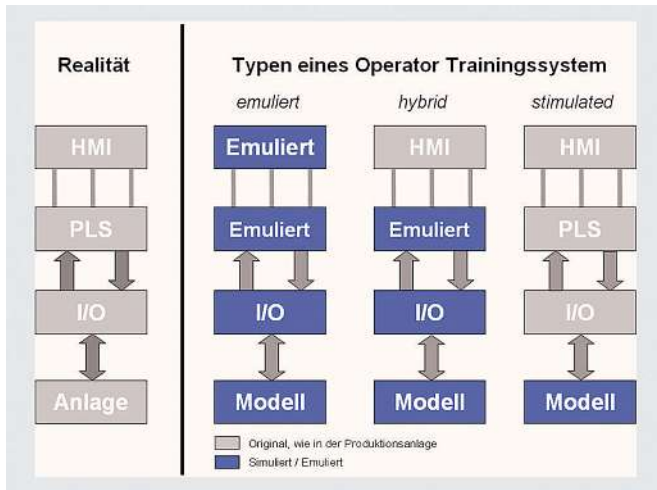 Realität
Typen eines Operator Trainingssystem
emuliert
hybrid
stimulated
HMI
Emuliert
HMI
HMI
PLS
Emuliert
Emuliert
PLS
I/O
I/O
I/O
I/O
Anlage
Modell
Modell
Modell
Original, wie in der Produktionsanlage
Simuliert / Emuliert